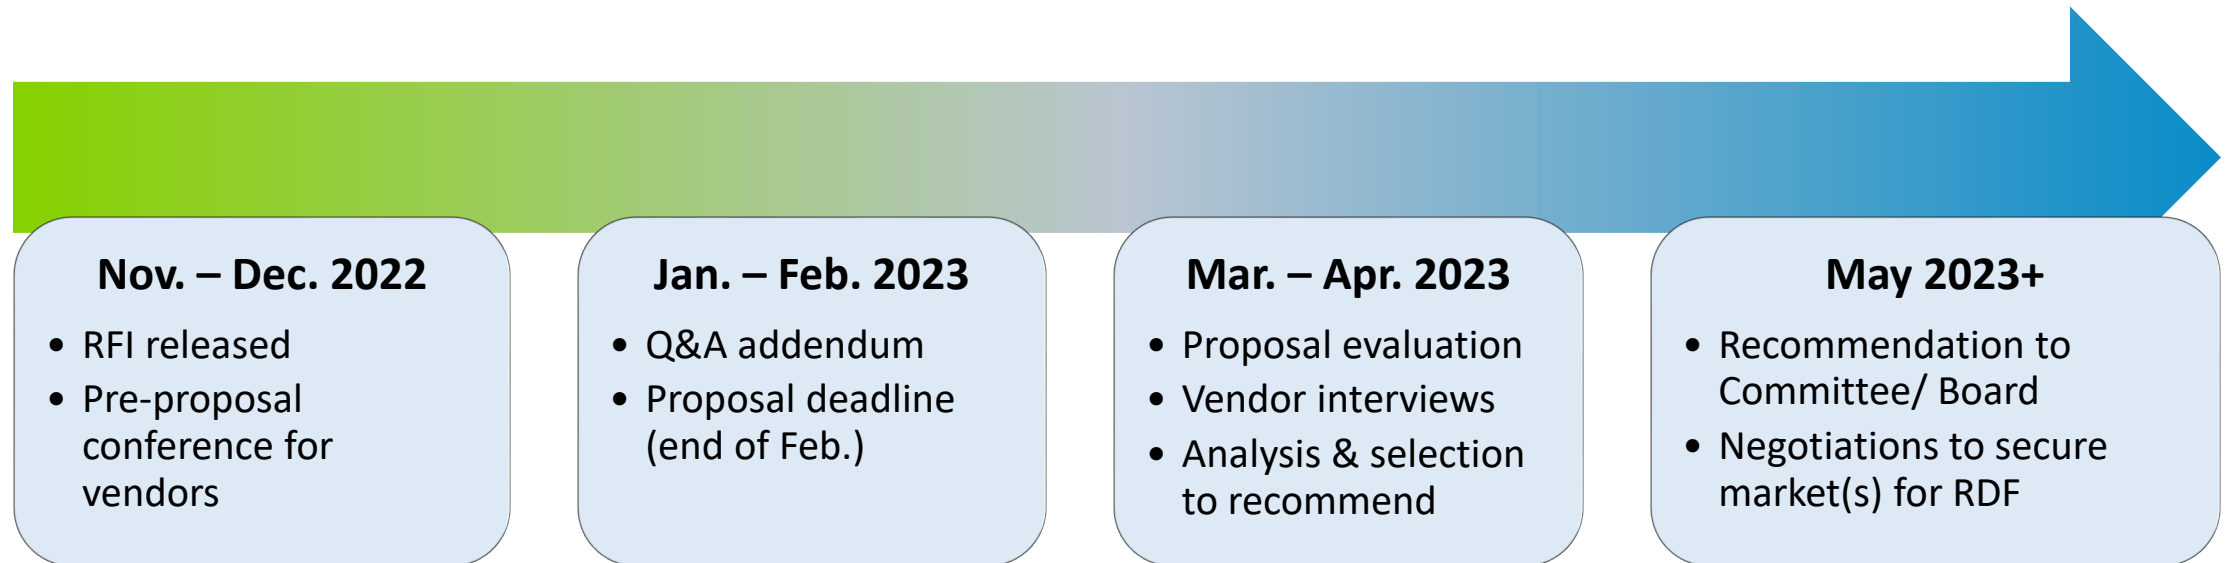 Nov. – Dec. 2022
• RFI released
• Pre-proposal
conference for
vendors
Jan. – Feb. 2023
• Q&A addendum
• Proposal deadline
(end of Feb.)
Mar. – Apr. 2023
• Proposal evaluation
• Vendor interviews
• Analysis & selection
to recommend
May 2023+
• Recommendation to
Committee/ Board
• Negotiations to secure
market(s) for RDF